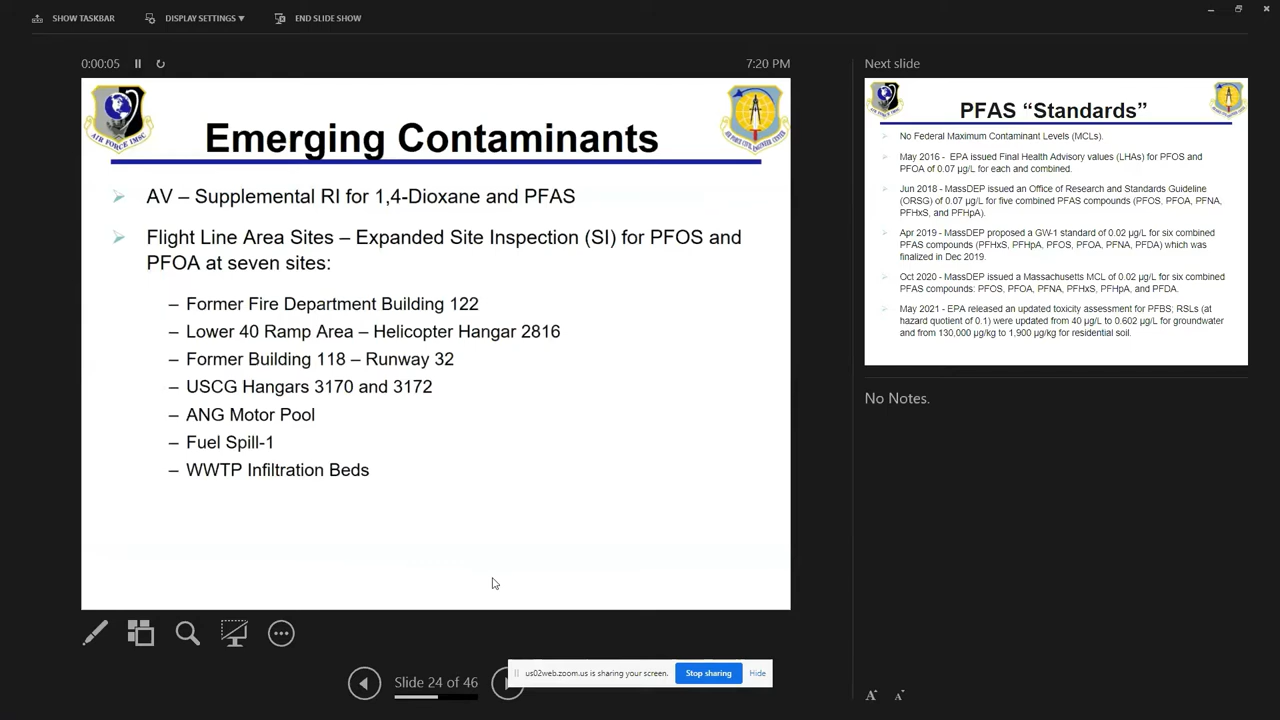 SHOW TASKBAR
DISPLAY SETTINGS ▼
END SLIDE SHOW
0:00:05
7:20 PM
AIR FORCE IMSC
Emerging Contaminants
AV – Supplemental RI for 1,4-Dioxane and PFAS
Flight Line Area Sites – Expanded Site Inspection (SI) for PFOS and
PFOA at seven sites:
– Former Fire Department Building 122
– Lower 40 Ramp Area – Helicopter Hangar 2816
– Former Building 118 – Runway 32
– USCG Hangars 3170 and 3172
– ANG Motor Pool
– Fuel Spill-1
– WWTP Infiltration Beds
Slide 24 of 46
us02web.zoom.us is sharing your screen.
Stop sharing
Hide
Next slide
PFAS “Standards”
No Federal Maximum Contaminant Levels (MCLs).
May 2016 - EPA issued Final Health Advisory values (LHAs) for PFOS and
PFOA of 0.07 µg/L for each and combined.
Jun 2018 - MassDEP issued an Office of Research and Standards Guideline
(ORSG) of 0.07 µg/L for five combined PFAS compounds (PFOS, PFOA, PFNA,
PFHxS, and PFHpA).
Apr 2019 - MassDEP proposed a GW-1 standard of 0.02 µg/L for six combined
PFAS compounds (PFHxS, PFHpA, PFOS, PFOA, PFNA, PFDA) which was
finalized in Dec 2019.
Oct 2020 - MassDEP issued a Massachusetts MCL of 0.02 µg/L for six combined
PFAS compounds: PFOS, PFOA, PFNA, PFHxS, PFHpA, and PFDA.
May 2021 - EPA released an updated toxicity assessment for PFBS; RSLs (at
hazard quotient of 0.1) were updated from 40 µg/L to 0.602 µg/L for groundwater
and from 130,000 µg/kg to 1,900 µg/kg for residential soil.
No Notes.
A A